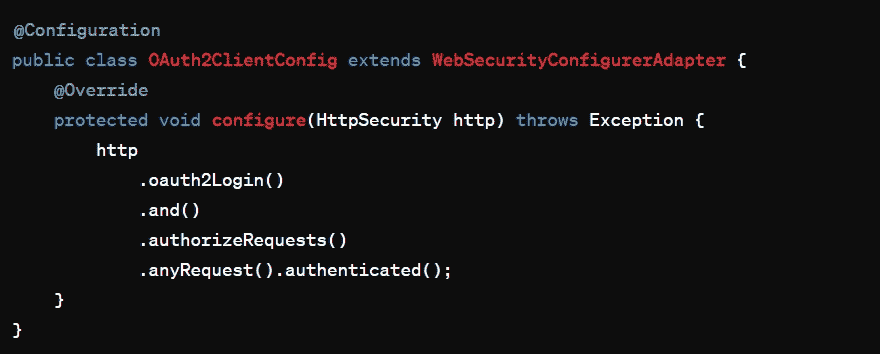 @Configuration
public class OAuth2ClientConfig extends WebSecurityConfigurerAdapter {
    @Override
    protected void configure(HttpSecurity http) throws Exception {
        http
            .oauth2Login()
            .and()
            .authorizeRequests()
            .anyRequest().authenticated();
    }
}